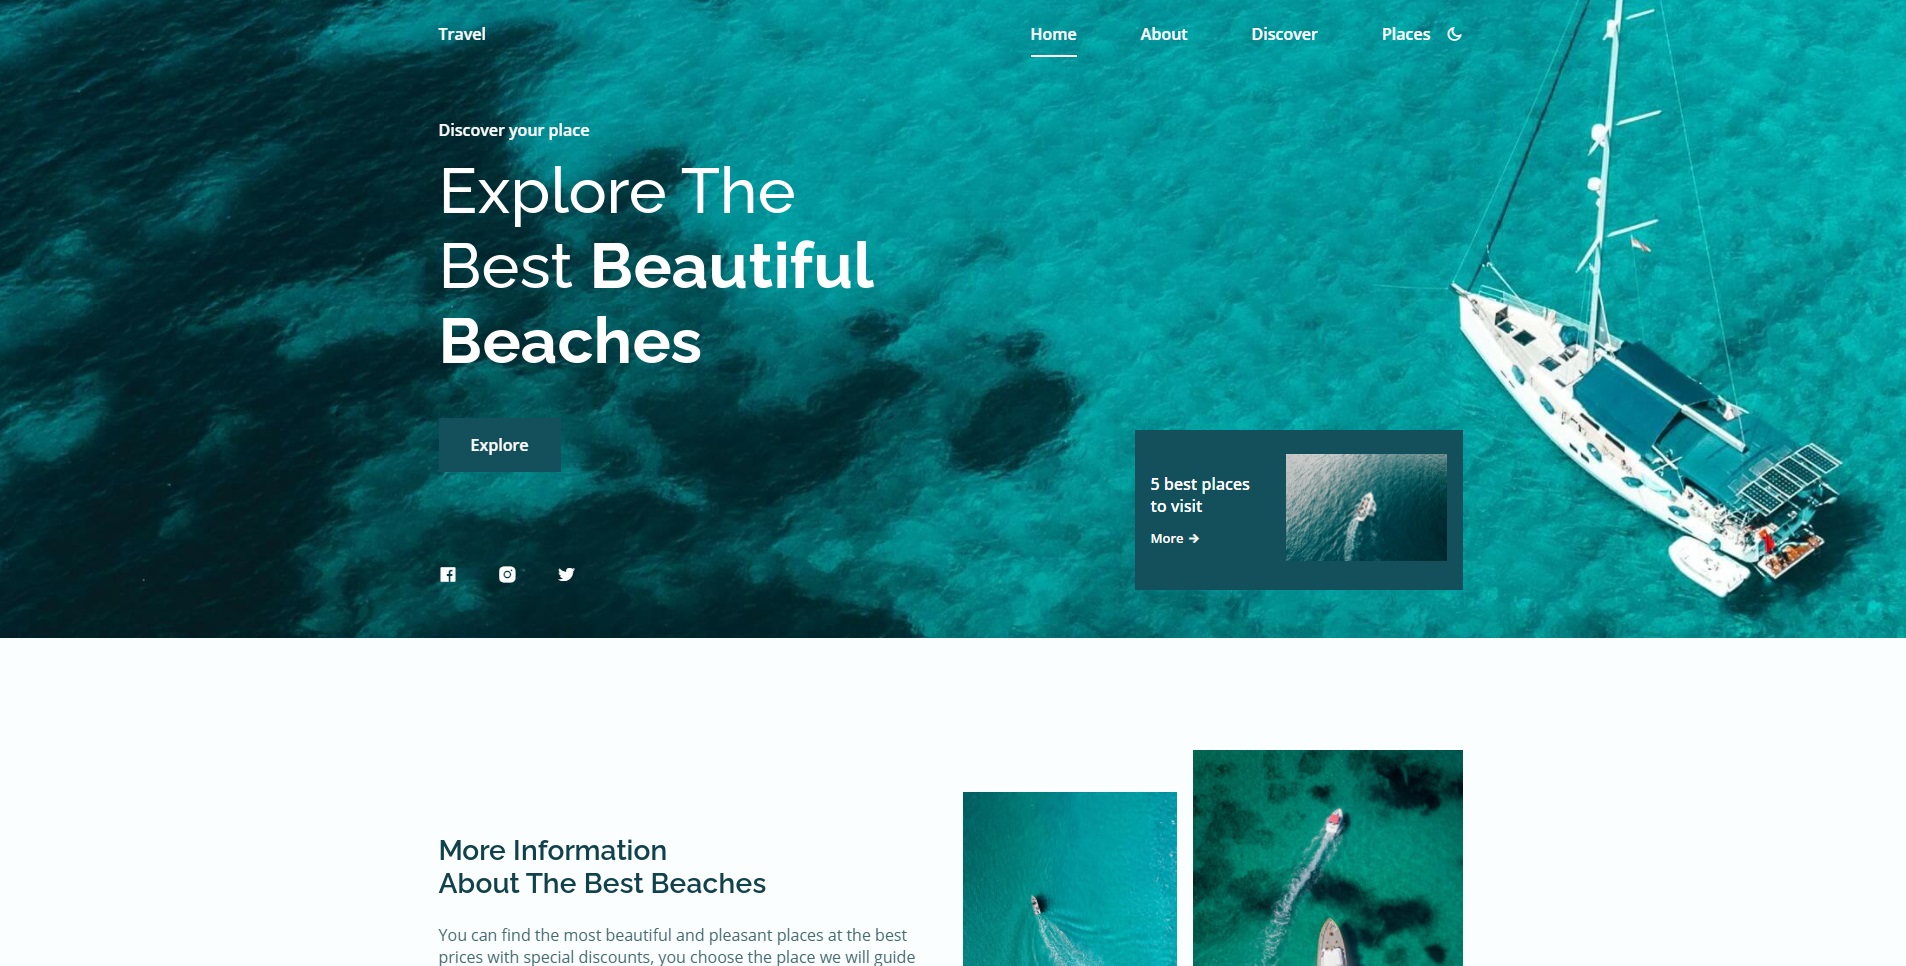 Travel
Home
About
Discover
Places
Discover your place
Explore The
Best Beautiful
Beaches
Explore
5 best places
to visit
More
More Information
About The Best Beaches
You can find the most beautiful and pleasant places at the best
prices with special discounts, you choose the place we will guide